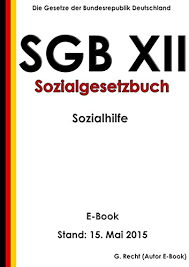 Die Gesetze der Bundesrepublik Deutschland
SGB XII
Sozialgesetzbuch
Sozialhilfe
E-Book
Stand: 15. Mai 2015
G. Recht (Autor E-Book)